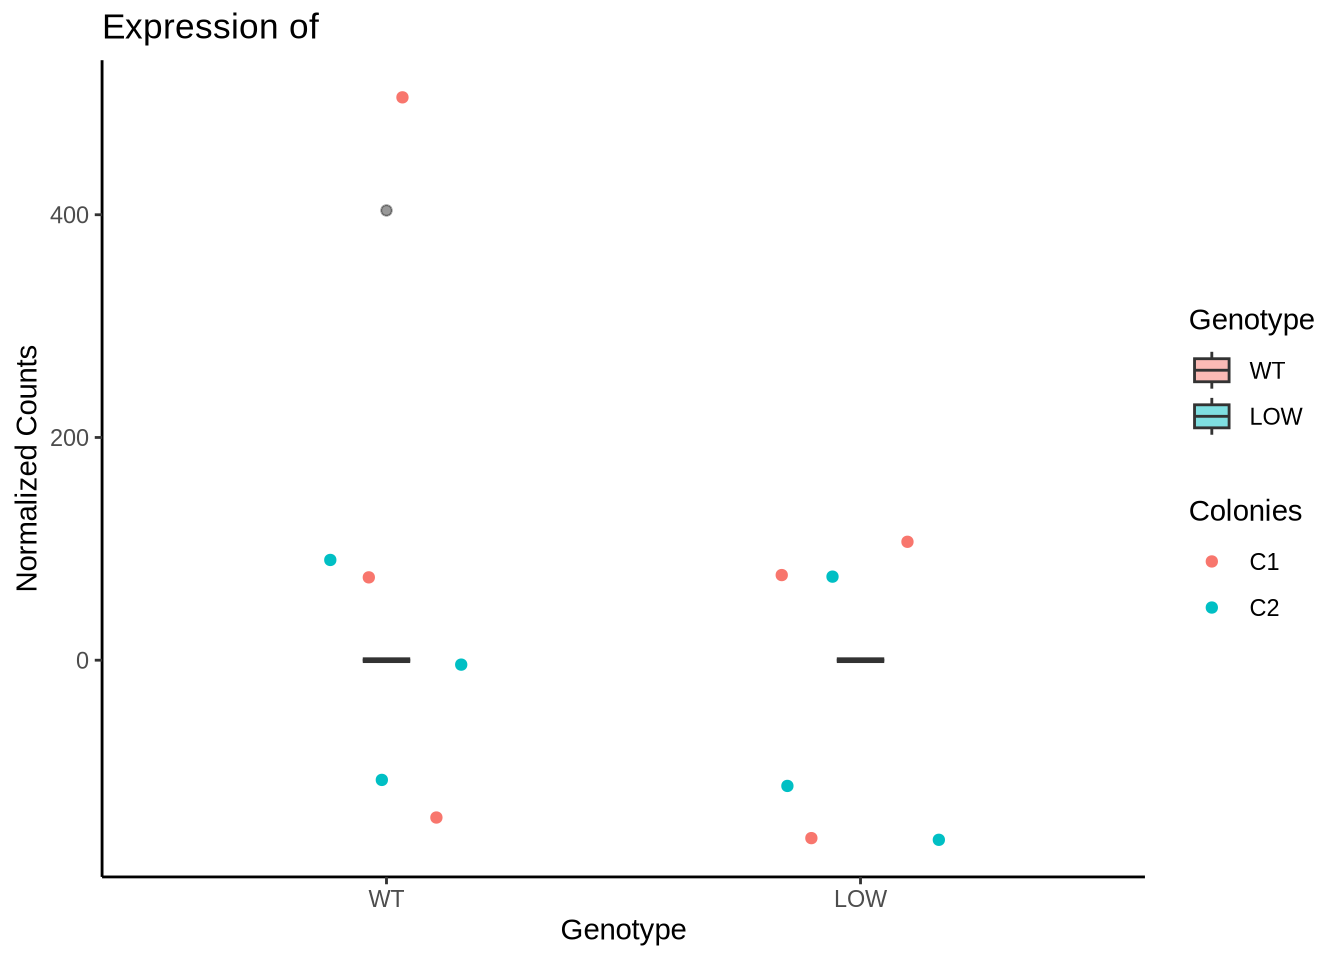 Expression of
Normalized Counts
400
200
0
WT
LOW
Genotype
Genotype
WT
LOW
Colonies
C1
C2